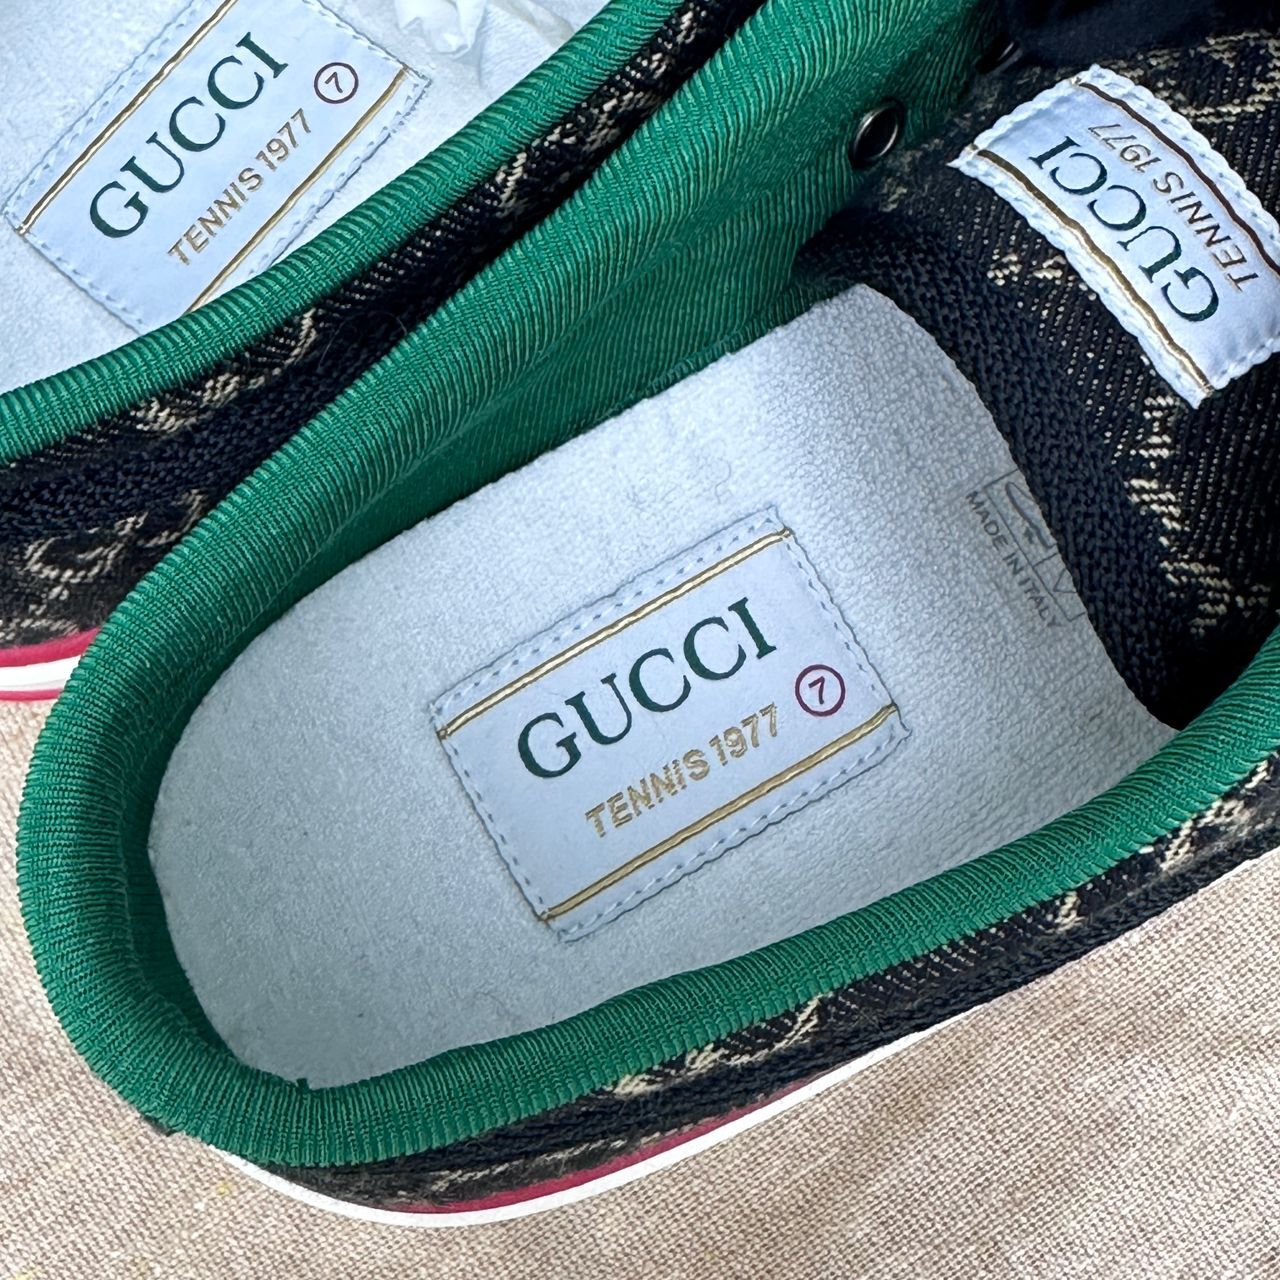 GUCCI
TENNIS 1977
7
GUCCI
TENNIS 1977
GUCCI
TENNIS 1977
7
MADE IN ITALY